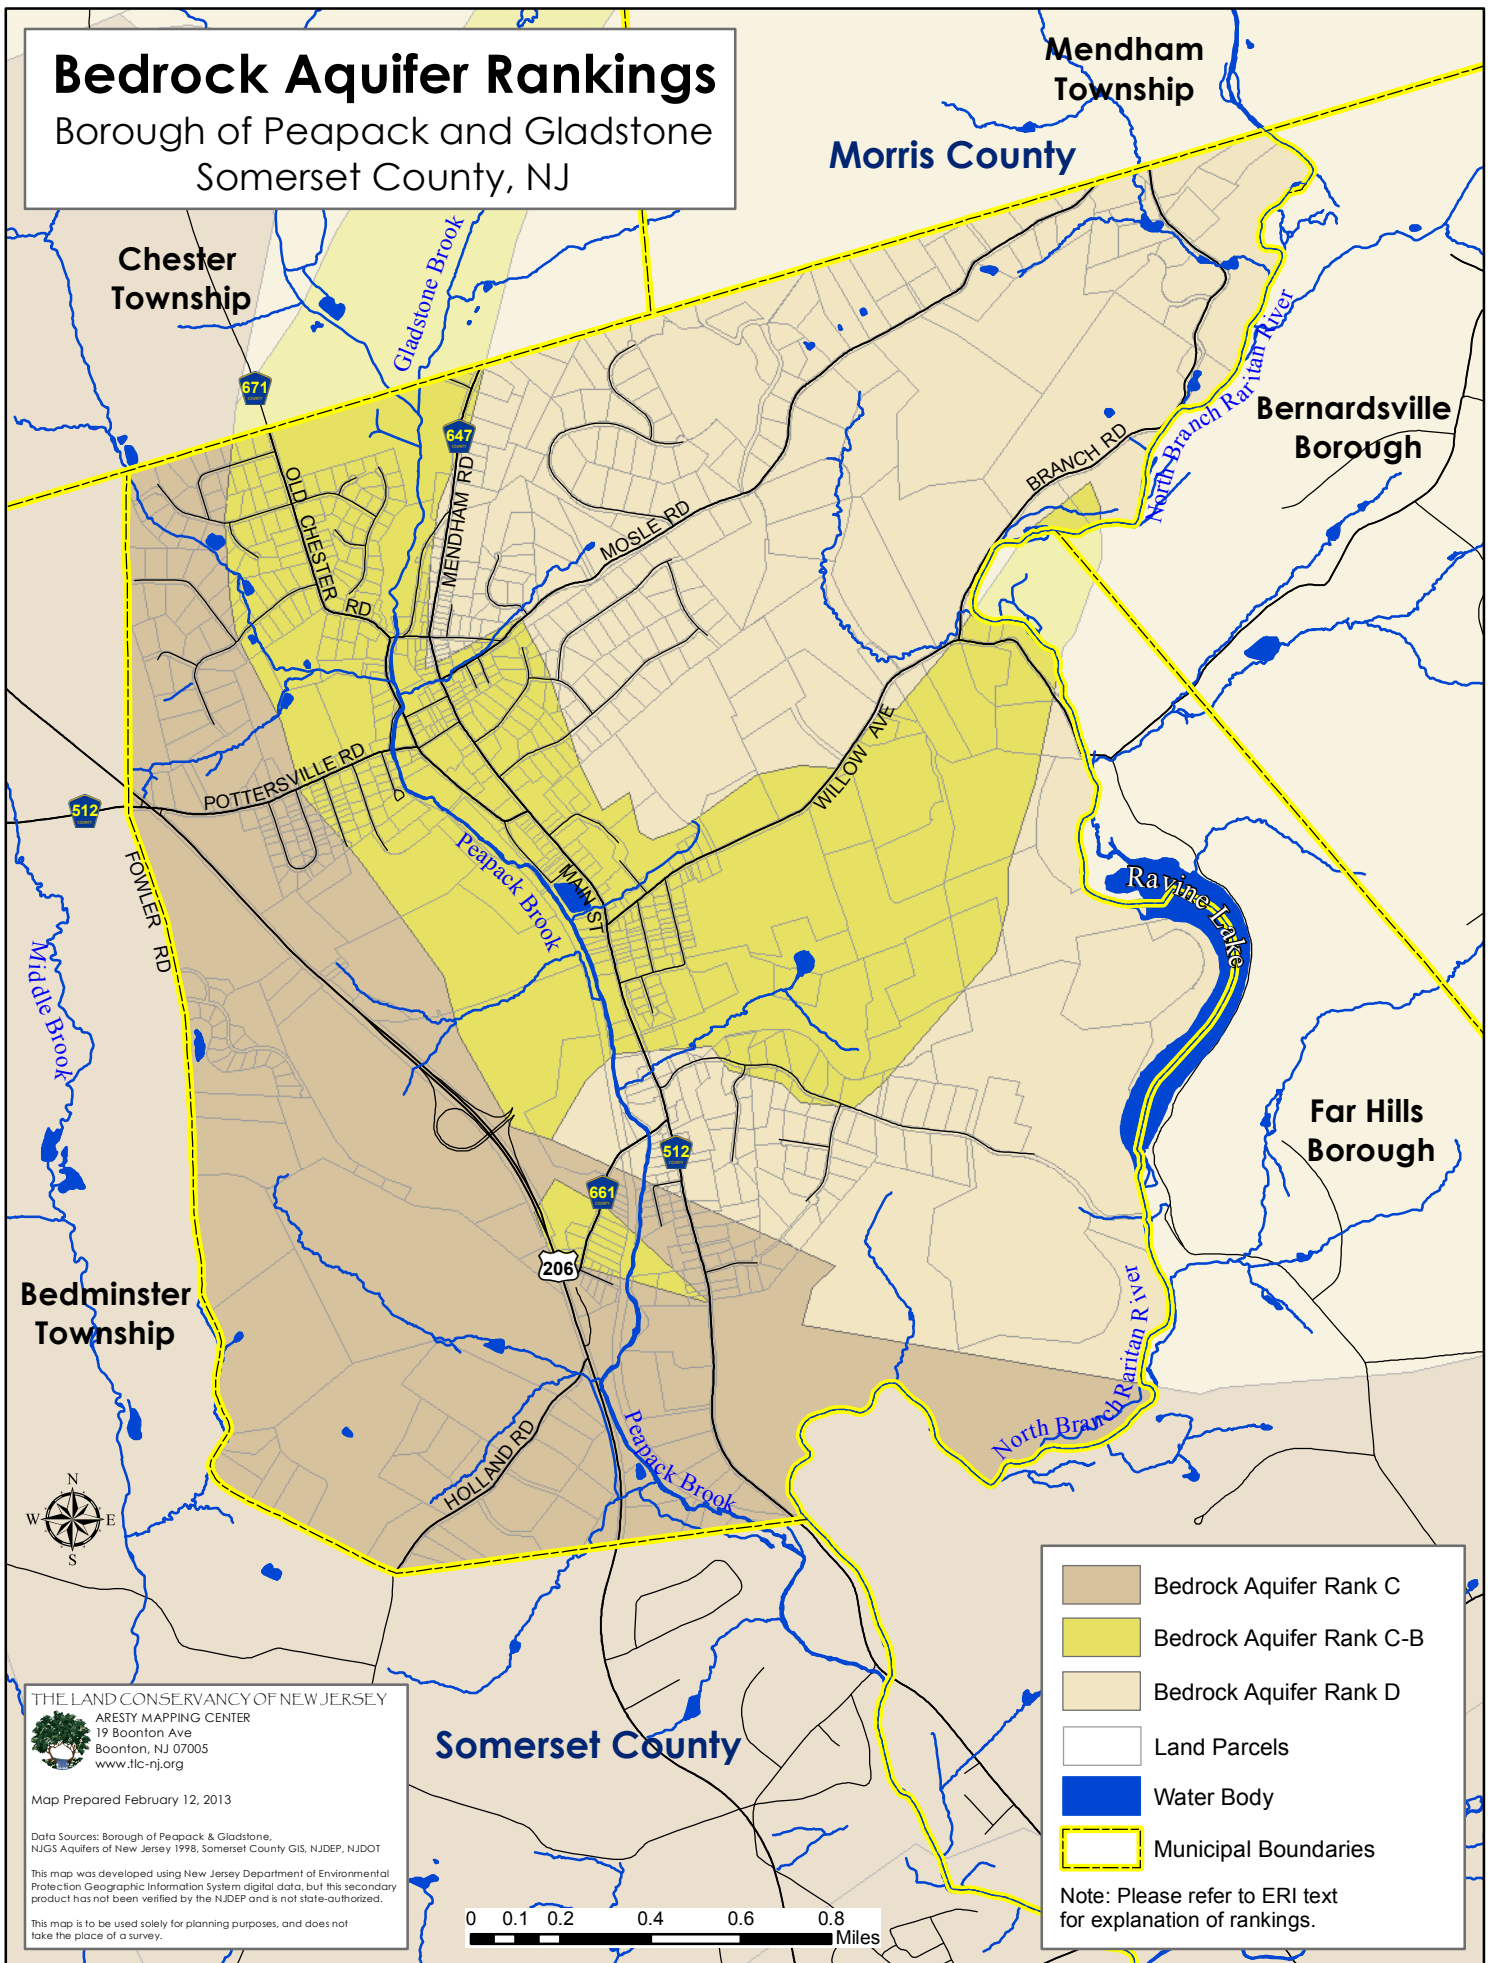 Bedrock Aquifer Rankings
Borough of Peapack and Gladstone
Somerset County, NJ
Mendham
Township
Morris County
Chester
Township
Gladstone Brook
671
COUNTY
647
COUNTY
MENDHAM RD
OLD CHESTER RD
MOSLE RD
BRANCH RD
North Branch Raritan River
Bernardsville
Borough
POTTERSVILLE RD
512
COUNTY
FOWLER RD
WILLOW AVE
Peapack Brook
MAIN ST
Ravine Lake
Middle Brook
Far Hills
Borough
512
COUNTY
661
COUNTY
206
Bedminster
Township
HOLLAND RD
Peapack Brook
North Branch Raritan River
N
W E
S
Somerset County
THE LAND CONSERVANCY OF NEW JERSEY
ARESTY MAPPING CENTER
19 Boonton Ave
Boonton, NJ 07005
www.tlc-nj.org
Map Prepared February 12, 2013
Data Sources: Borough of Peapack & Gladstone,
NJGS Aquifers of New Jersey 1998, Somerset County GIS, NJDEP, NJDOT
This map was developed using New Jersey Department of Environmental
Protection Geographic Information System digital data, but this secondary
product has not been verified by the NJDEP and is not state-authorized.
This map is to be used solely for planning purposes, and does not
take the place of a survey.
0 0.1 0.2 0.4 0.6 0.8
Miles
Bedrock Aquifer Rank C
Bedrock Aquifer Rank C-B
Bedrock Aquifer Rank D
Land Parcels
Water Body
Municipal Boundaries
Note: Please refer to ERI text
for explanation of rankings.